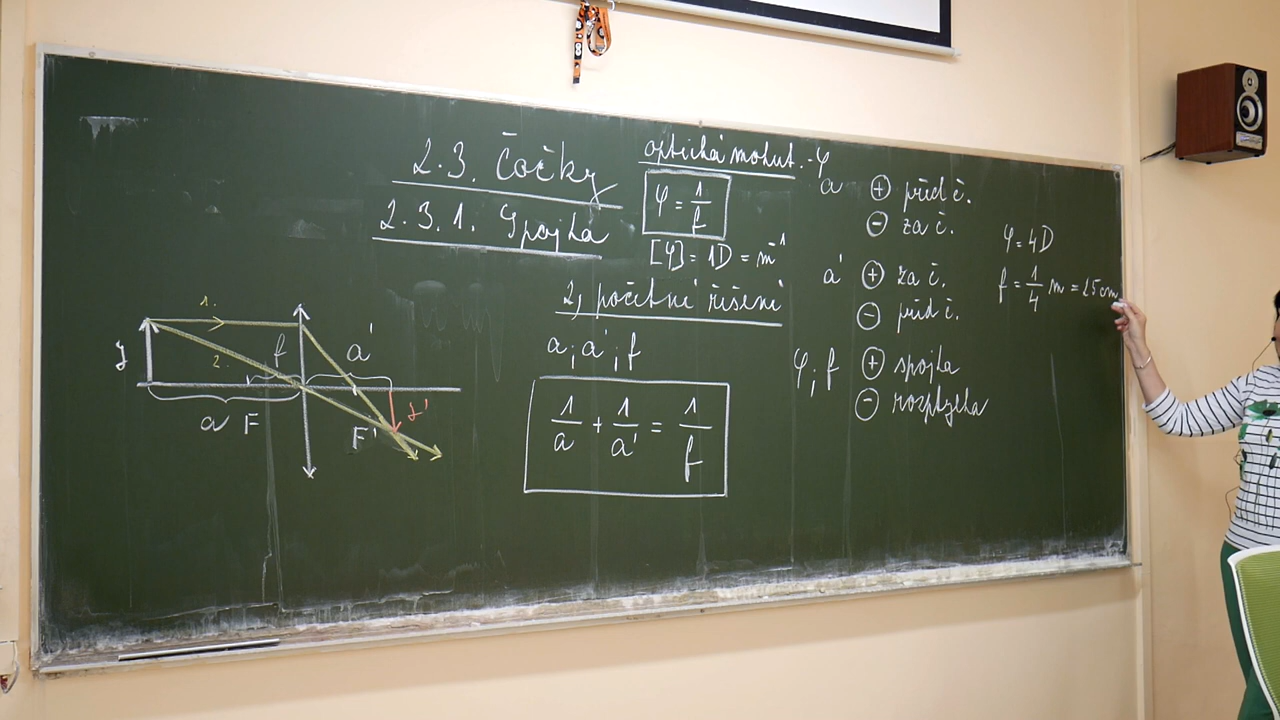 2.3. Čočky
2.3.1. Spojka
optická mohut. - φ
φ = 1/f
[φ] = 1D = m⁻¹
2, početní řešení
a, a', f
1/a + 1/a' = 1/f
1.
2.
y
f
a'
a
F
F'
y'
a ⊕ před č.
⊖ za č.
a' ⊕ za č.
⊖ před č.
φ, f ⊕ spojka
⊖ rozptylka
φ = 4D
f = 1/4 m = 25 cm